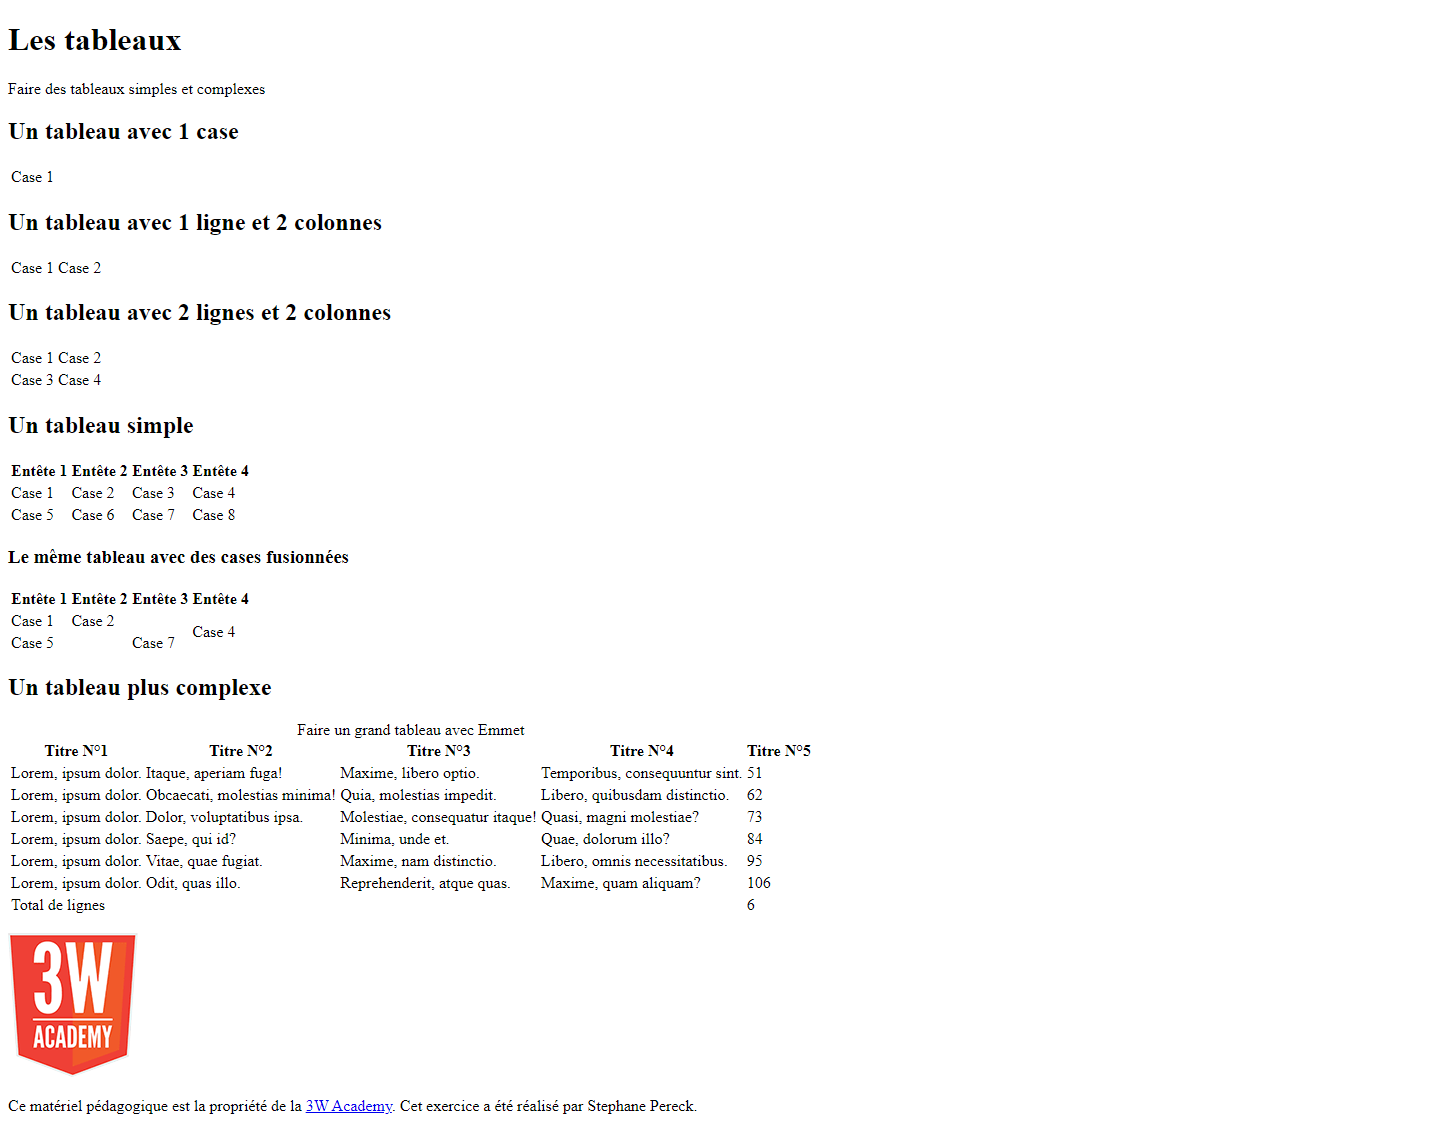 Les tableaux
Faire des tableaux simples et complexes
Un tableau avec 1 case
Case 1
Un tableau avec 1 ligne et 2 colonnes
Case 1 Case 2
Un tableau avec 2 lignes et 2 colonnes
Case 1 Case 2
Case 3 Case 4
Un tableau simple
Entête 1 Entête 2 Entête 3 Entête 4
Case 1 Case 2 Case 3 Case 4
Case 5 Case 6 Case 7 Case 8
Le même tableau avec des cases fusionnées
Entête 1 Entête 2 Entête 3 Entête 4
Case 1 Case 2
Case 4
Case 5 Case 7
Un tableau plus complexe
Faire un grand tableau avec Emmet
Titre N°1 Titre N°2 Titre N°3 Titre N°4 Titre N°5
Lorem, ipsum dolor. Itaque, aperiam fuga! Maxime, libero optio. Temporibus, consequuntur sint. 51
Lorem, ipsum dolor. Obcaecati, molestias minima! Quia, molestias impedit. Libero, quibusdam distinctio. 62
Lorem, ipsum dolor. Dolor, voluptatibus ipsa. Molestiae, consequatur itaque! Quasi, magni molestiae? 73
Lorem, ipsum dolor. Saepe, qui id? Minima, unde et. Quae, dolorum illo? 84
Lorem, ipsum dolor. Vitae, quae fugiat. Maxime, nam distinctio. Libero, omnis necessitatibus. 95
Lorem, ipsum dolor. Odit, quas illo. Reprehenderit, atque quas. Maxime, quam aliquam? 106
Total de lignes 6
3W
ACADEMY
Ce matériel pédagogique est la propriété de la 3W Academy. Cet exercice a été réalisé par Stephane Pereck.